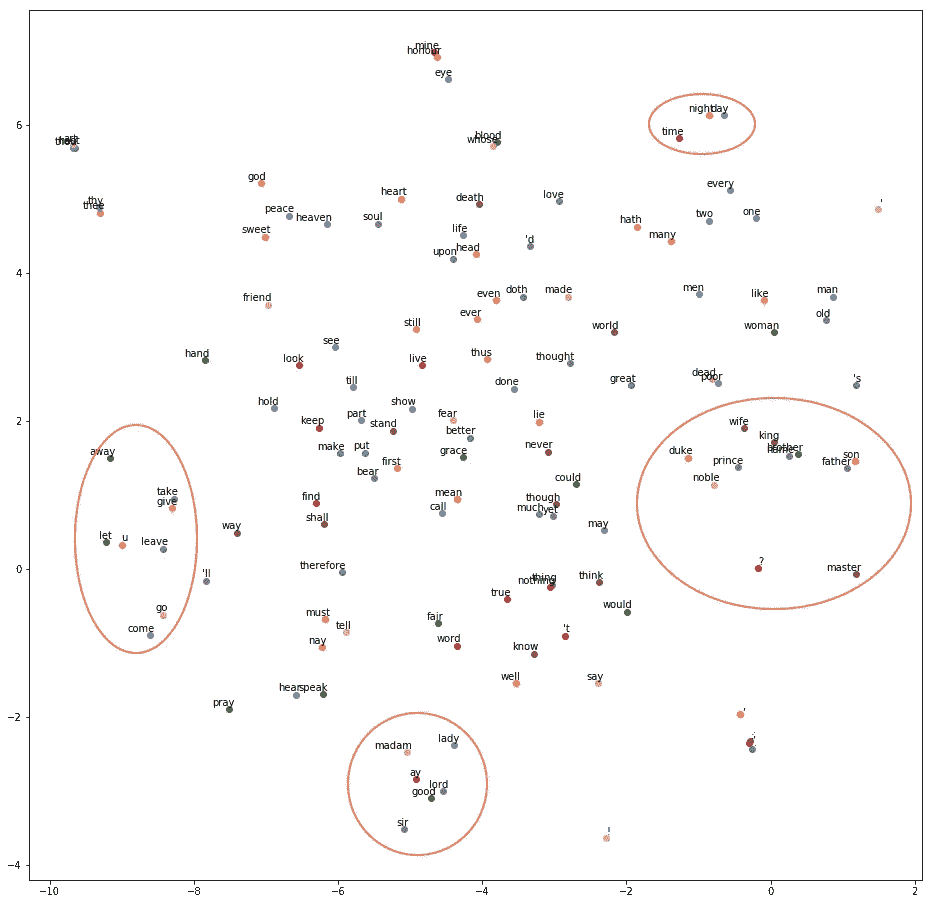 mine
honour
eye
6
night day
time
blood
whose
art
thou
god
heart
death
love
every
peace
heaven
soul
two
one
'
thy
thee
sweet
life
hath
many
upon
head
'd
4
friend
even
doth
made
men
like
man
ever
old
still
world
woman
hand
look
see
live
thus
thought
till
done
great
dead
poor
's
hold
show
2
keep
part
stand
fear
better
lie
wife
king
make
put
grace
never
duke
prince
brother
son
father
away
first
bear
noble
take
give
find
call
mean
could
though
much yet
shall
may
let
u
leave
way
0
'll
therefore
nothing
thing
think
?
master
go
come
must
tell
nay
true
fair
word
would
't
know
well
say
hear speak
−2
pray
,
madam
lady
;
ay
good
lord
sir
!
−4
−10
−8
−6
−4
−2
0
2